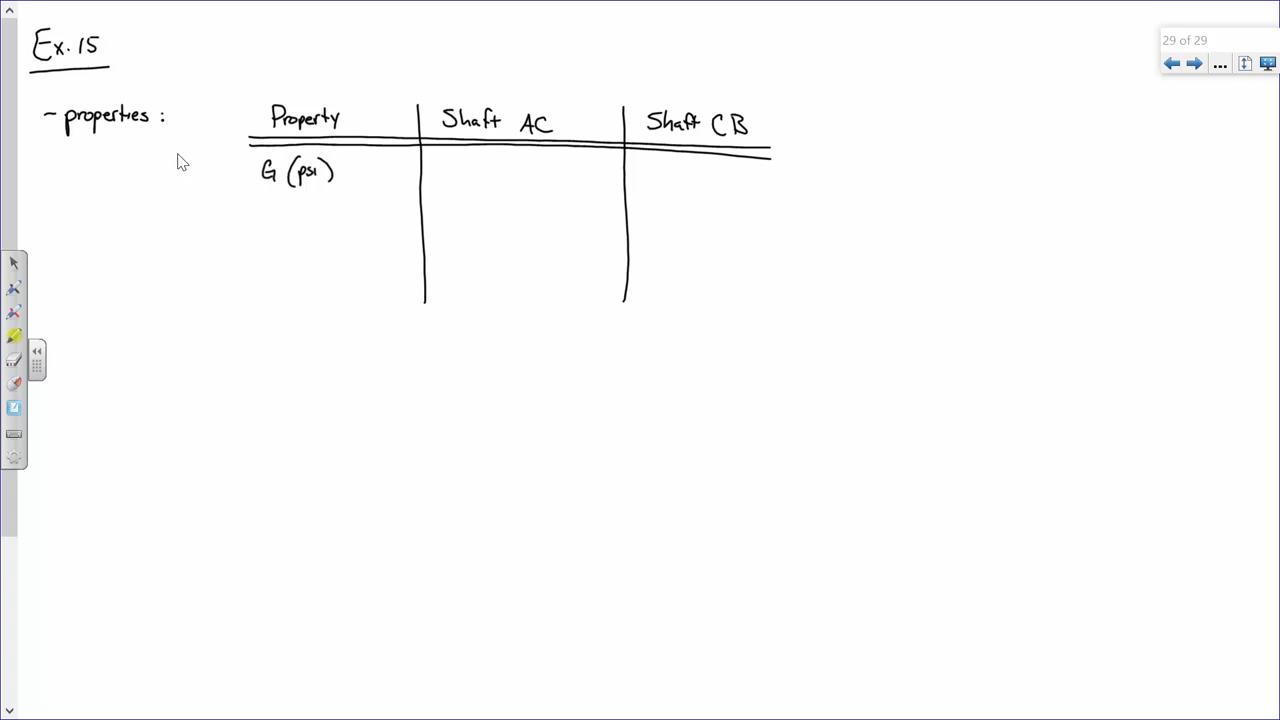 Ex. 15
29 of 29
~ properties :
Property Shaft AC Shaft CB
G (psi)